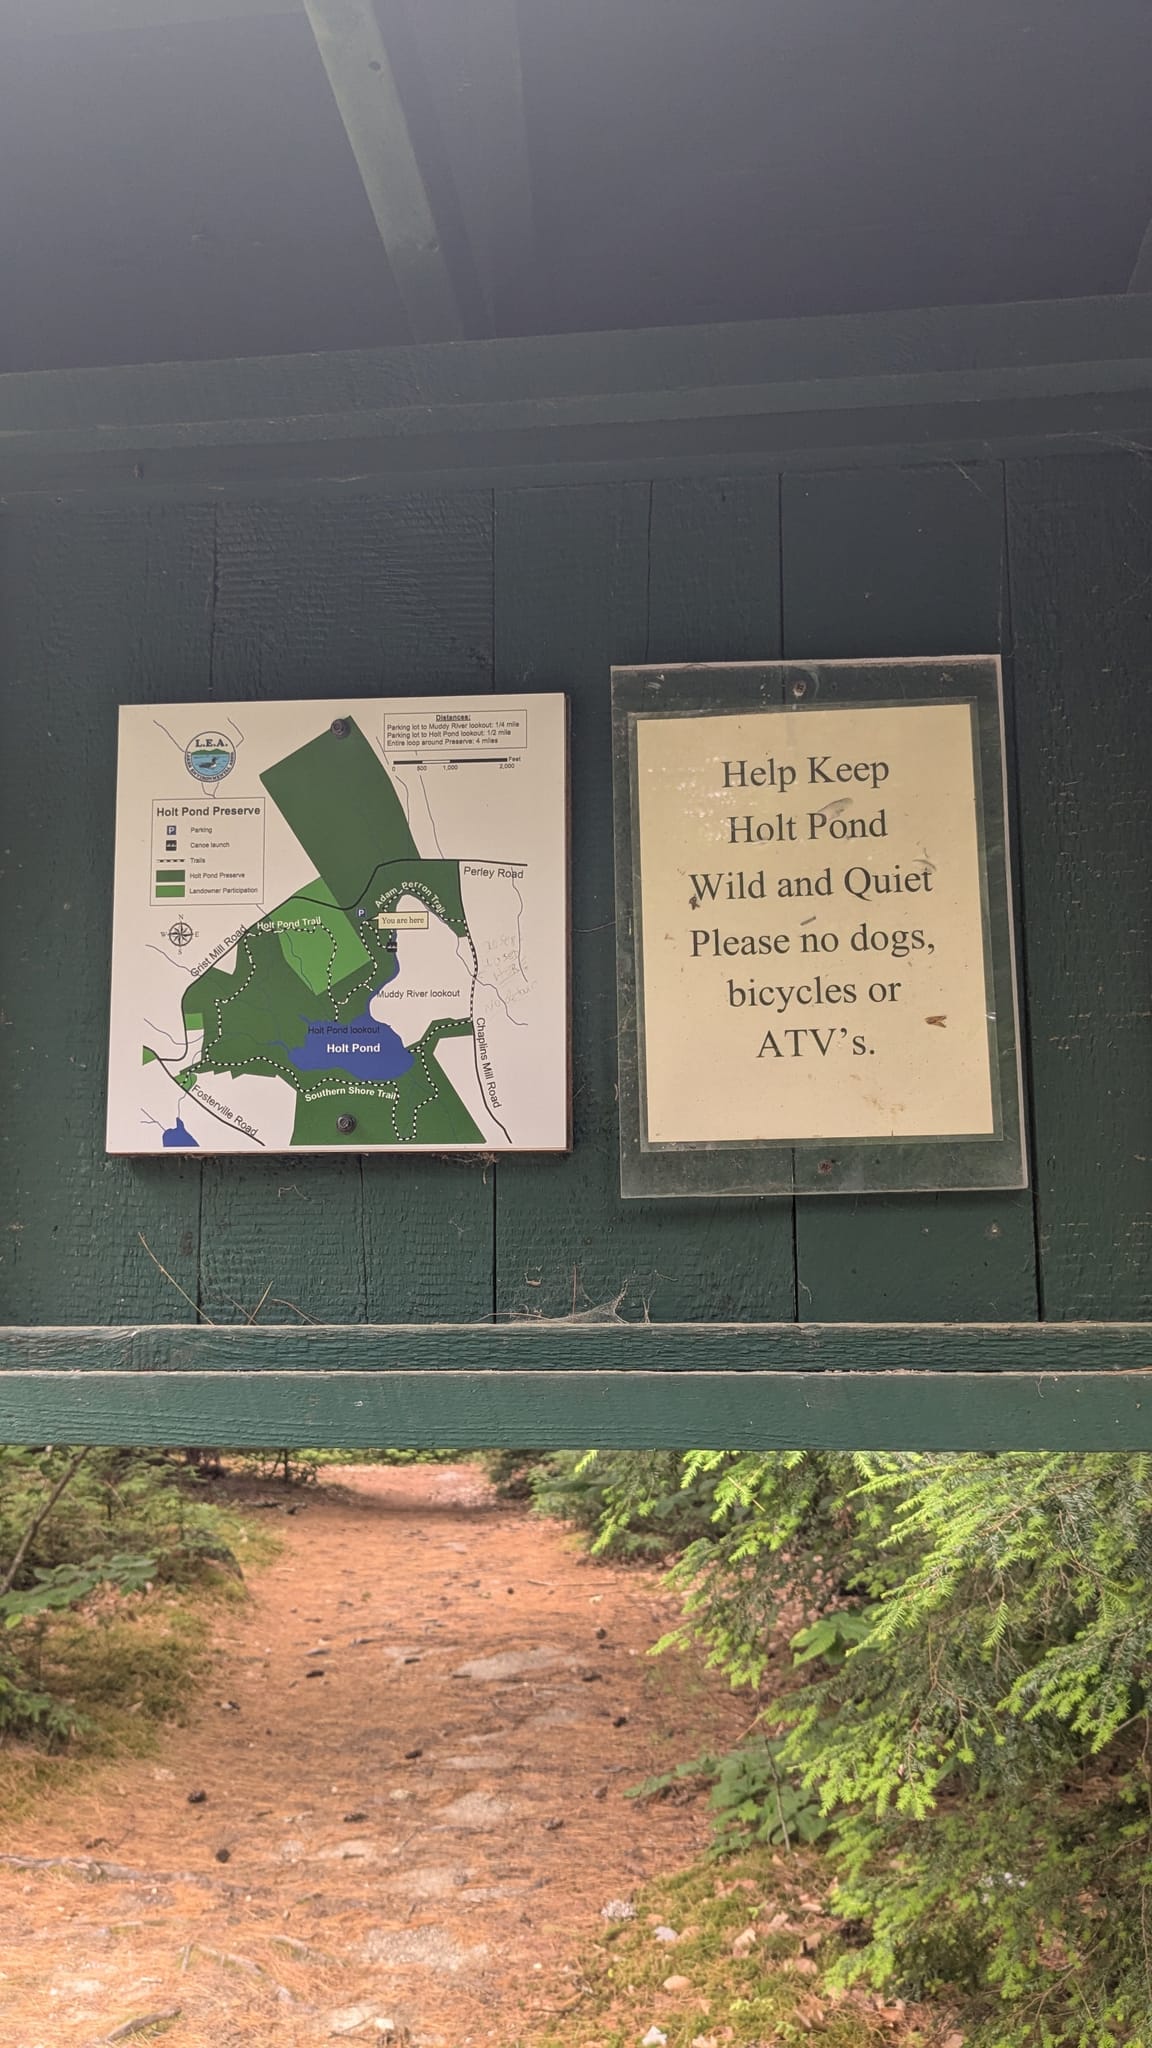 L.E.A.
Distances:
Parking lot to Muddy River lookout: 1/4 mile
Parking lot to Holt Pond lookout: 1/2 mile
Entire loop around Preserve: 4 miles
Feet
0 500 1,000 2,000
Holt Pond Preserve
P Parking
Canoe launch
Trails
Holt Pond Preserve
Landowner Participation
N
W E
S
Perley Road
Adam Perron Trail
P
You are here
Holt Pond Trail
Grist Mill Road
Muddy River lookout
Holt Pond lookout
Holt Pond
Chaplins Mill Road
Southern Shore Trail
Fosterville Road
Help Keep
Holt Pond
Wild and Quiet
Please no dogs,
bicycles or
ATV's.